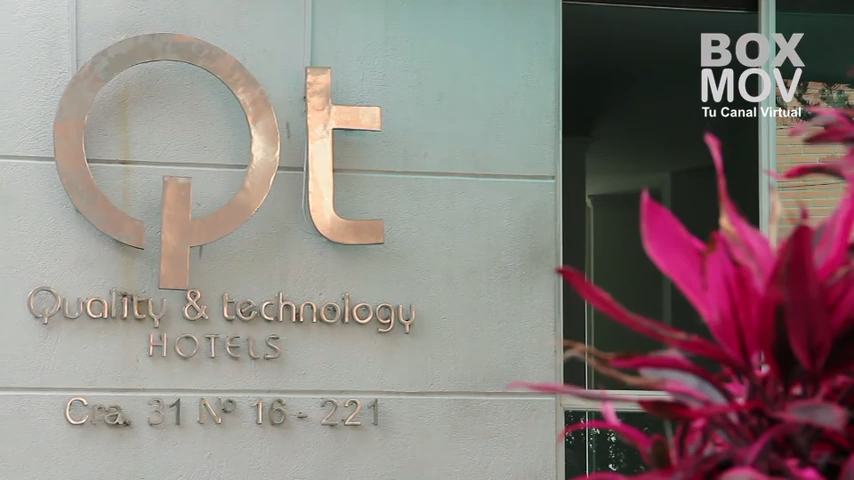 BOX
MOV
Tu Canal Virtual
Qt
Quality & technology
HOTELS
Cra. 31 Nº 16 - 221